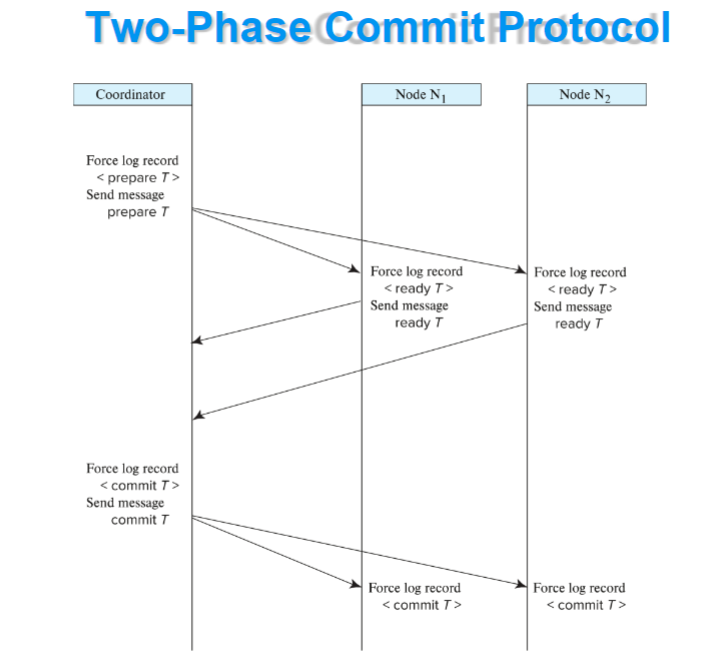 Two-Phase Commit Protocol
Coordinator
Node N1
Node N2
Force log record
< prepare T >
Send message
prepare T
Force log record
< ready T >
Send message
ready T
Force log record
< ready T >
Send message
ready T
Force log record
< commit T >
Send message
commit T
Force log record
< commit T >
Force log record
< commit T >